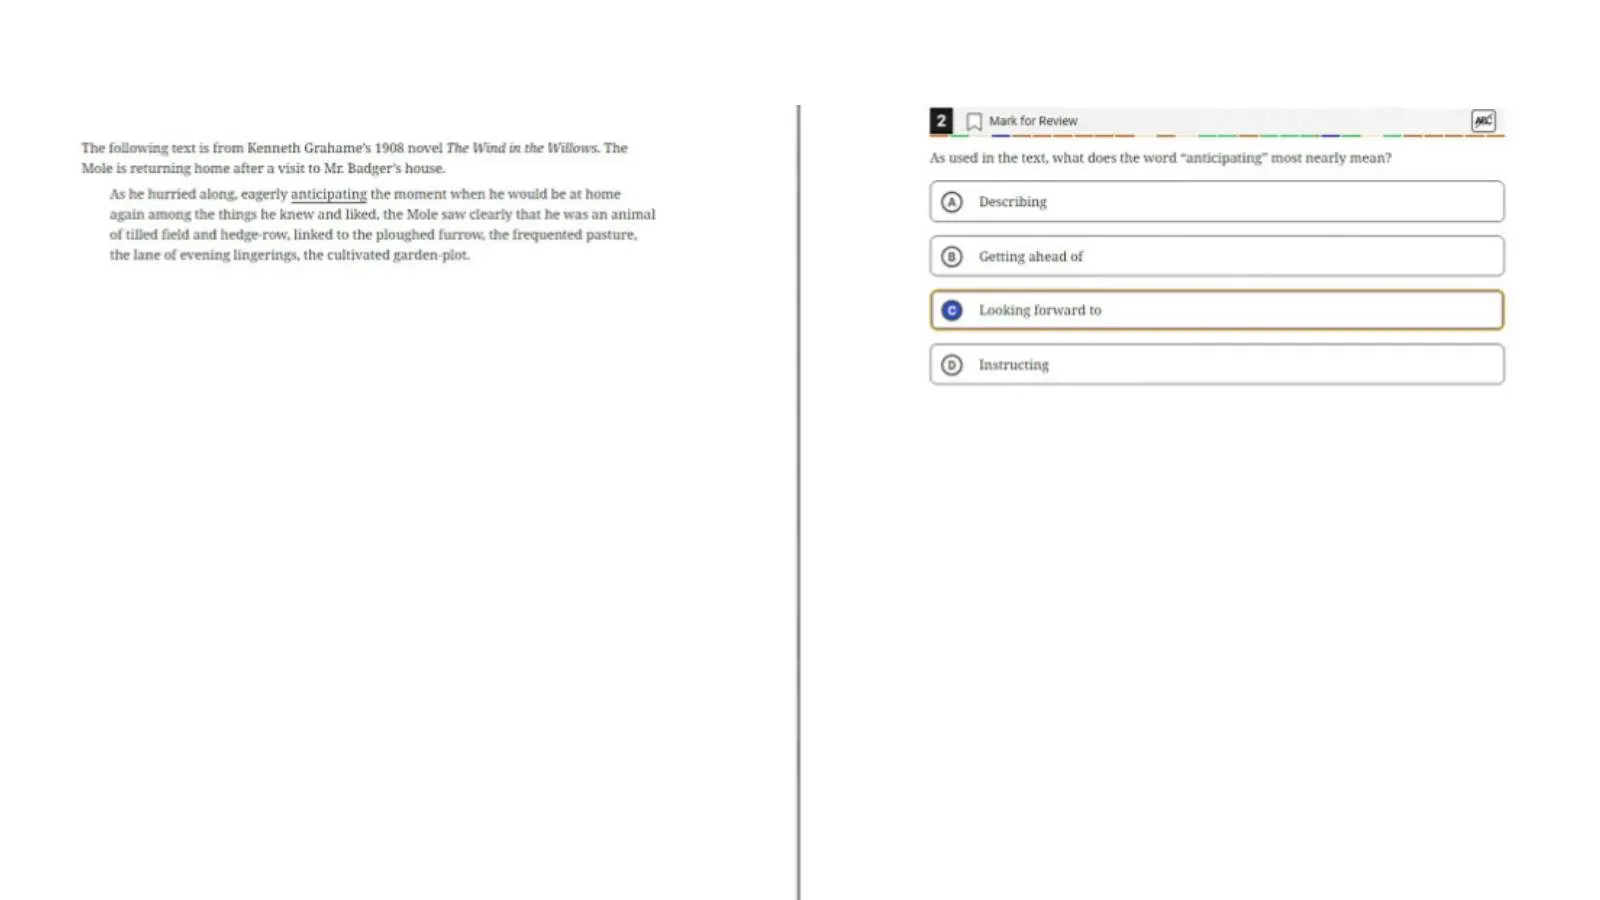 The following text is from Kenneth Grahame's 1908 novel The Wind in the Willows. The
Mole is returning home after a visit to Mr. Badger's house.
As he hurried along, eagerly anticipating the moment when he would be at home
again among the things he knew and liked, the Mole saw clearly that he was an animal
of tilled field and hedge-row, linked to the ploughed furrow, the frequented pasture,
the lane of evening lingerings, the cultivated garden-plot.
2 Mark for Review ABC
As used in the text, what does the word “anticipating” most nearly mean?
A Describing
B Getting ahead of
C Looking forward to
D Instructing